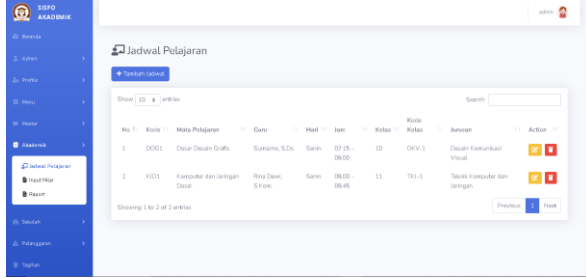 SISFO
AKADEMIK
admin
Beranda
Admin
Profile
Menu
Master
Akademik
Jadwal Pelajaran
Input Nilai
Raport
Sekolah
Pelanggaran
Tagihan
Jadwal Pelajaran
+ Tambah Jadwal
Show 10 entries
Search:
No Kode Mata Pelajaran Guru Hari Jam Kelas Kode Kelas Jurusan Action
1 DDG1 Dasar Desain Grafis Sumarno, S.Ds. Senin 07.15 - 08.00 10 DKV-1 Desain Komunikasi Visual
2 KJD1 Komputer dan Jaringan Dasar Rina Dewi, S.Kom Senin 08.00 - 08.45 11 TKJ-1 Teknik Komputer dan Jaringan
Showing 1 to 2 of 2 entries
Previous 1 Next